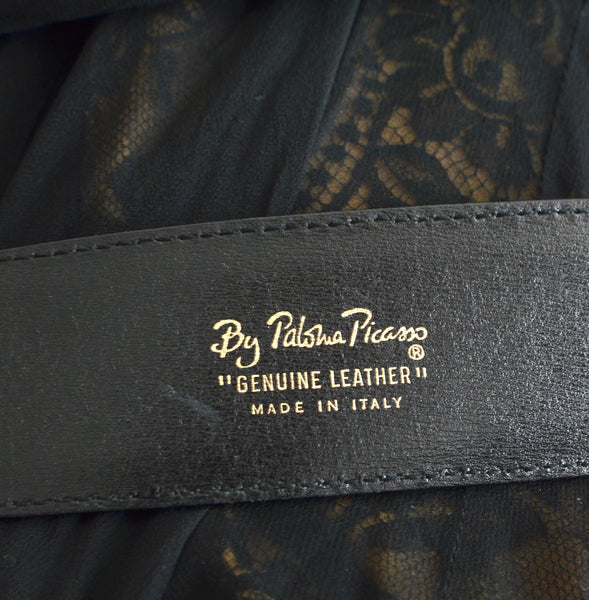 By Paloma Picasso ®
"GENUINE LEATHER"
MADE IN ITALY